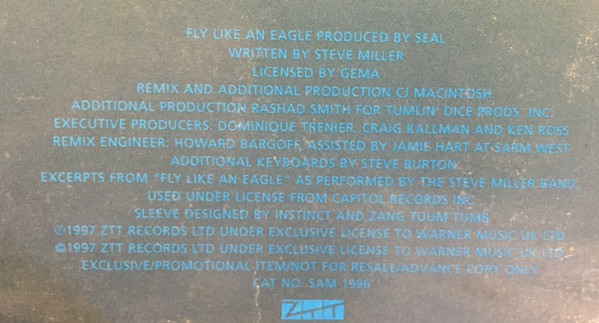 FLY LIKE AN EAGLE PRODUCED BY SEAL
WRITTEN BY STEVE MILLER
LICENSED BY GEMA
REMIX AND ADDITIONAL PRODUCTION CJ MACINTOSH
ADDITIONAL PRODUCTION RASHAD SMITH FOR TUMLIN' DICE PRODS. INC.
EXECUTIVE PRODUCERS: DOMINIQUE TRENIER, CRAIG KALLMAN AND KEN ROSS
REMIX ENGINEER: HOWARD BARGOFF, ASSISTED BY JAMIE HART AT SARM WEST
ADDITIONAL KEYBOARDS BY STEVE BURTON
EXCERPTS FROM "FLY LIKE AN EAGLE" AS PERFORMED BY THE STEVE MILLER BAND,
USED UNDER LICENSE FROM CAPITOL RECORDS INC
SLEEVE DESIGNED BY INSTINCT AND ZANG TUUM TUMB
℗1997 ZTT RECORDS LTD UNDER EXCLUSIVE LICENSE TO WARNER MUSIC UK LTD
©1997 ZTT RECORDS LTD UNDER EXCLUSIVE LICENSE TO WARNER MUSIC UK LTD.
EXCLUSIVE/PROMOTIONAL ITEM/NOT FOR RESALE/ADVANCE COPY ONLY.
CAT NO. SAM 1996
ZTT